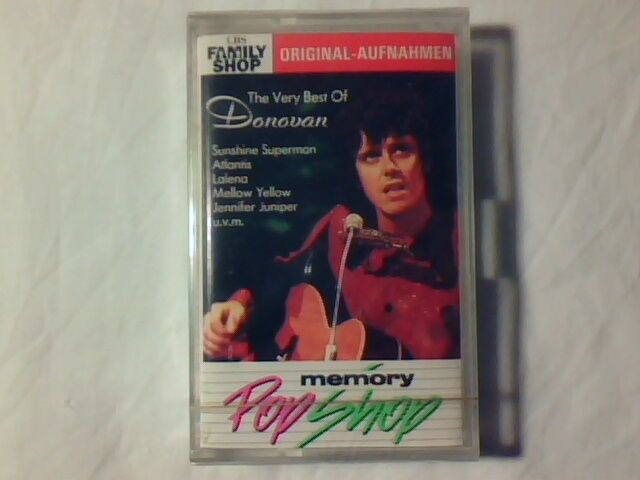 CBS
FAMILY
SHOP
ORIGINAL-AUFNAHMEN
The Very Best Of
Donovan
Sunshine Superman
Atlantis
Lalena
Mellow Yellow
Jennifer Juniper
u.v.m.
memory
Pop Shop